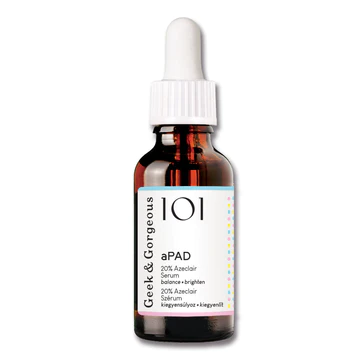 Geek & Gorgeous
101
aPAD
20% Azeclair
Serum
balance • brighten
20% Azeclair
Szérum
kiegyensúlyoz • kiegyenlít